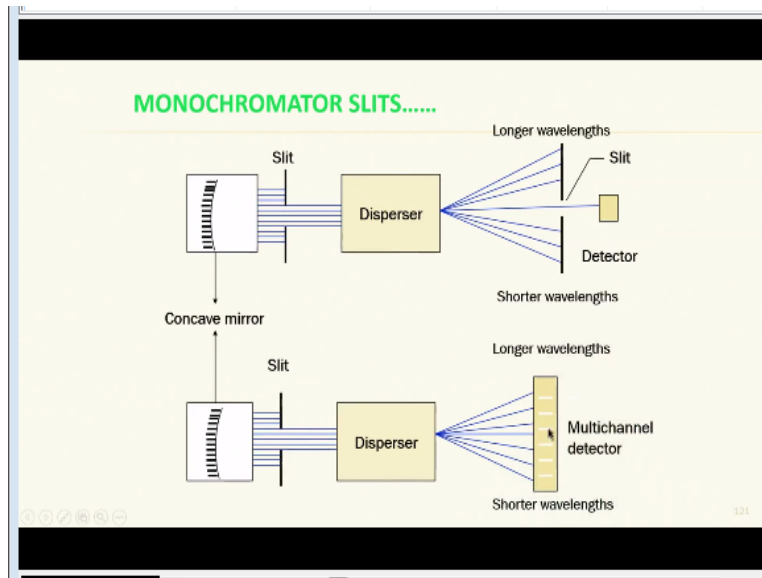 MONOCHROMATOR SLITS......
Longer wavelengths
Slit
Slit
Disperser
Detector
Shorter wavelengths
Concave mirror
Longer wavelengths
Slit
Disperser
Multichannel
detector
Shorter wavelengths
121